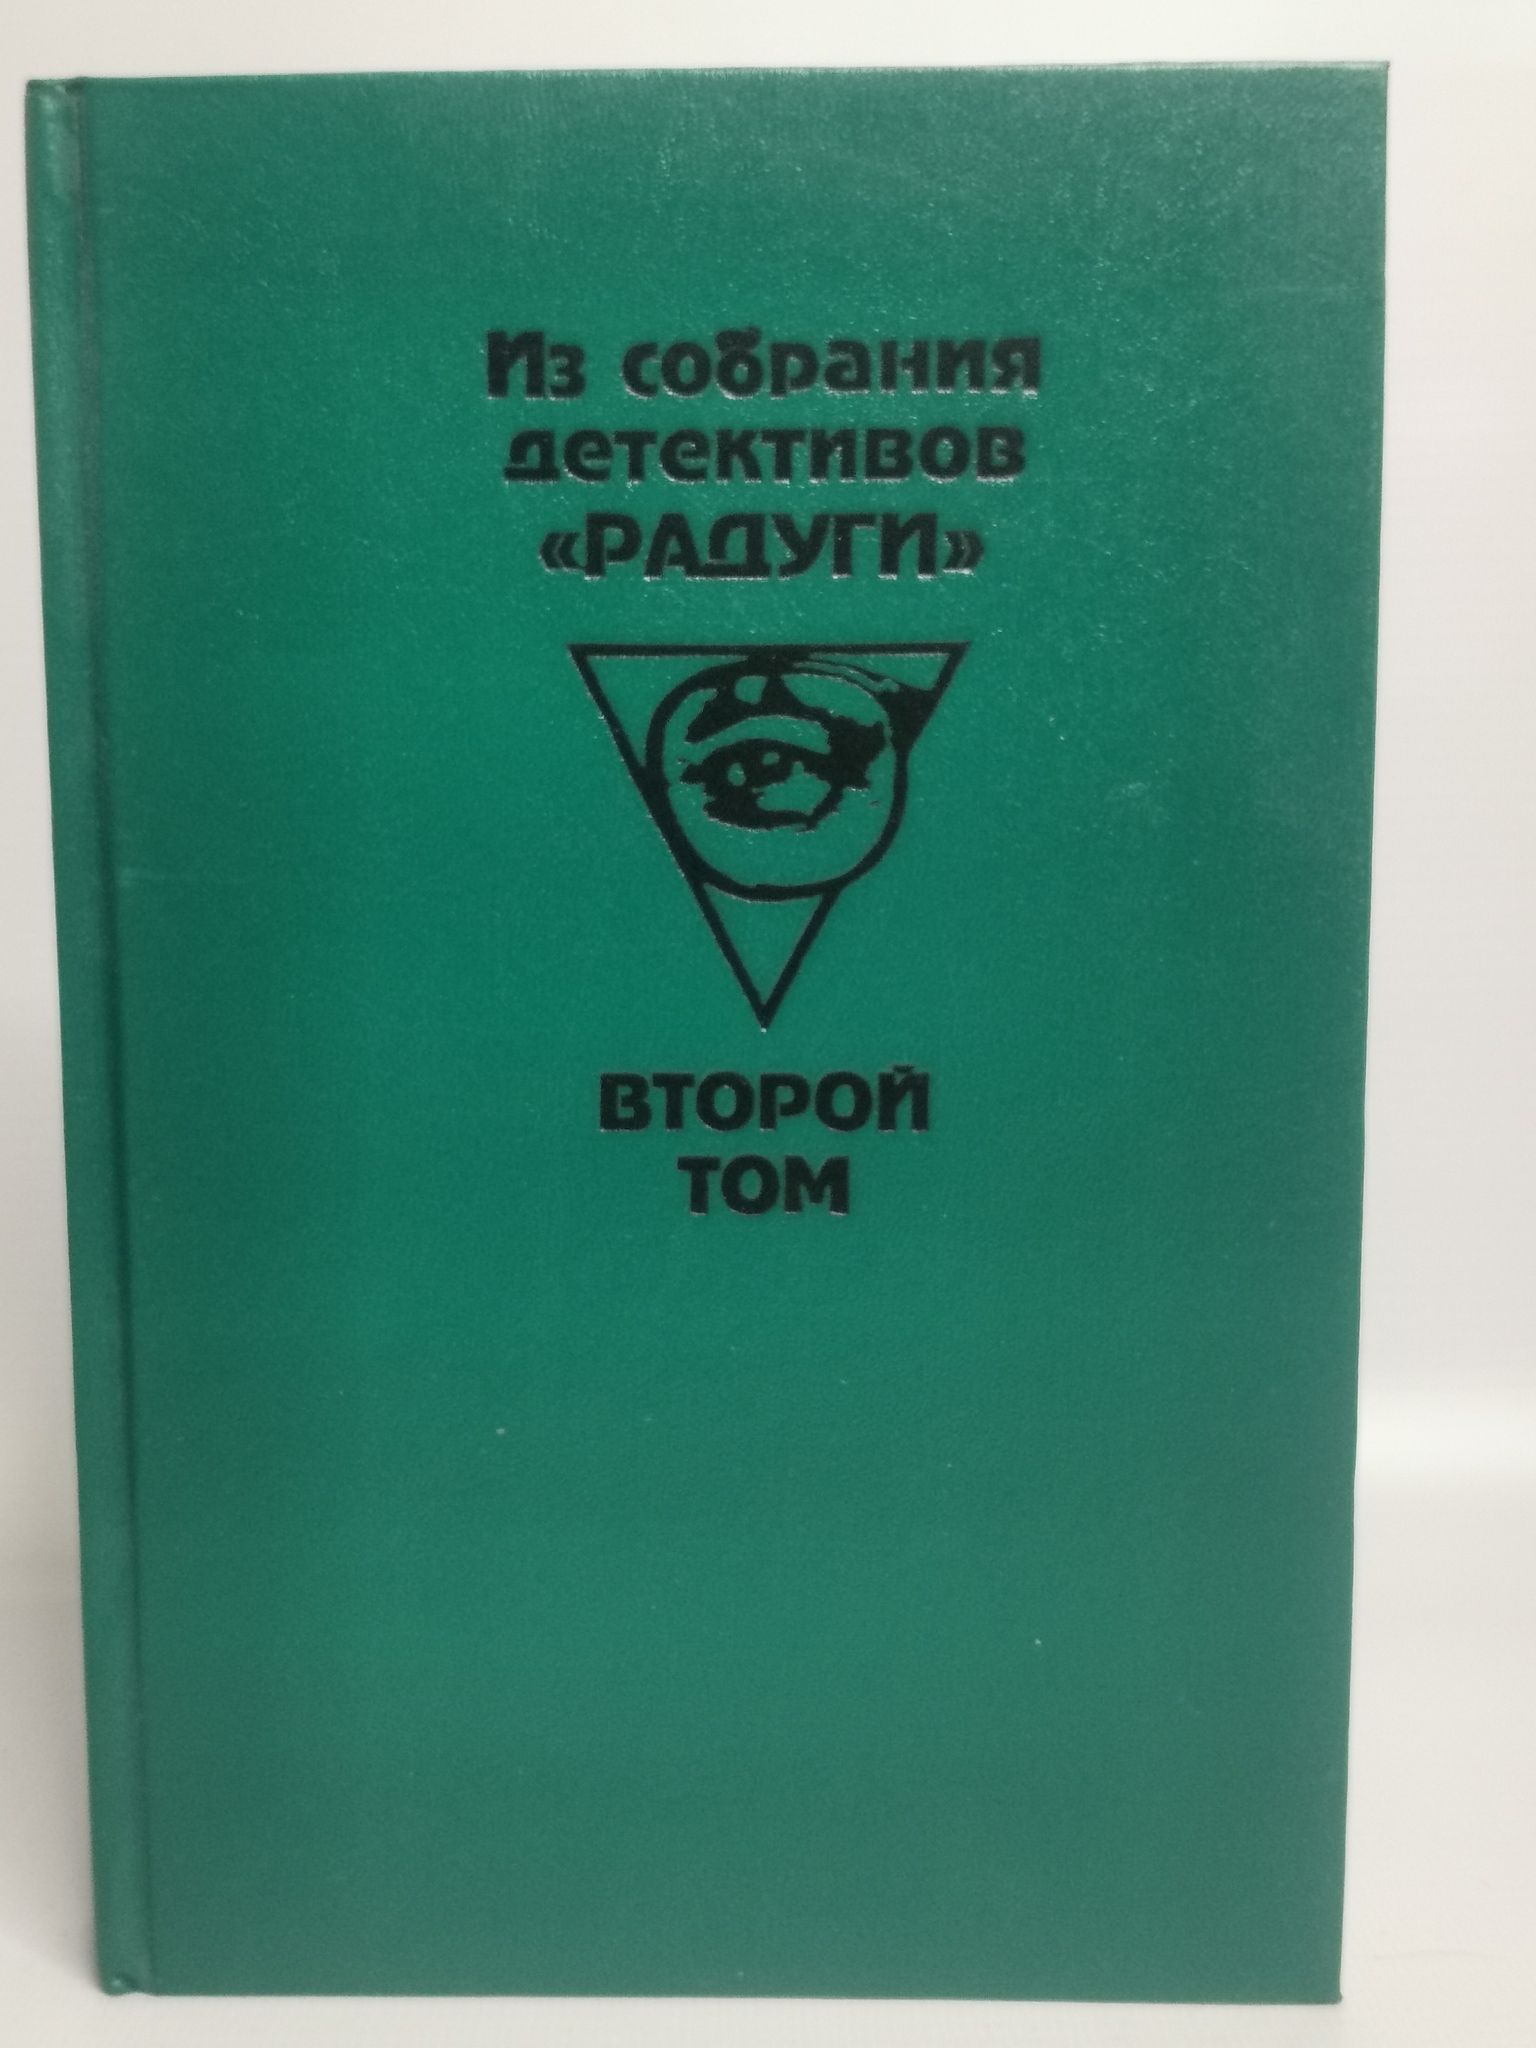 Из собрания
детективов
«РАДУГИ»
ВТОРОЙ
ТОМ